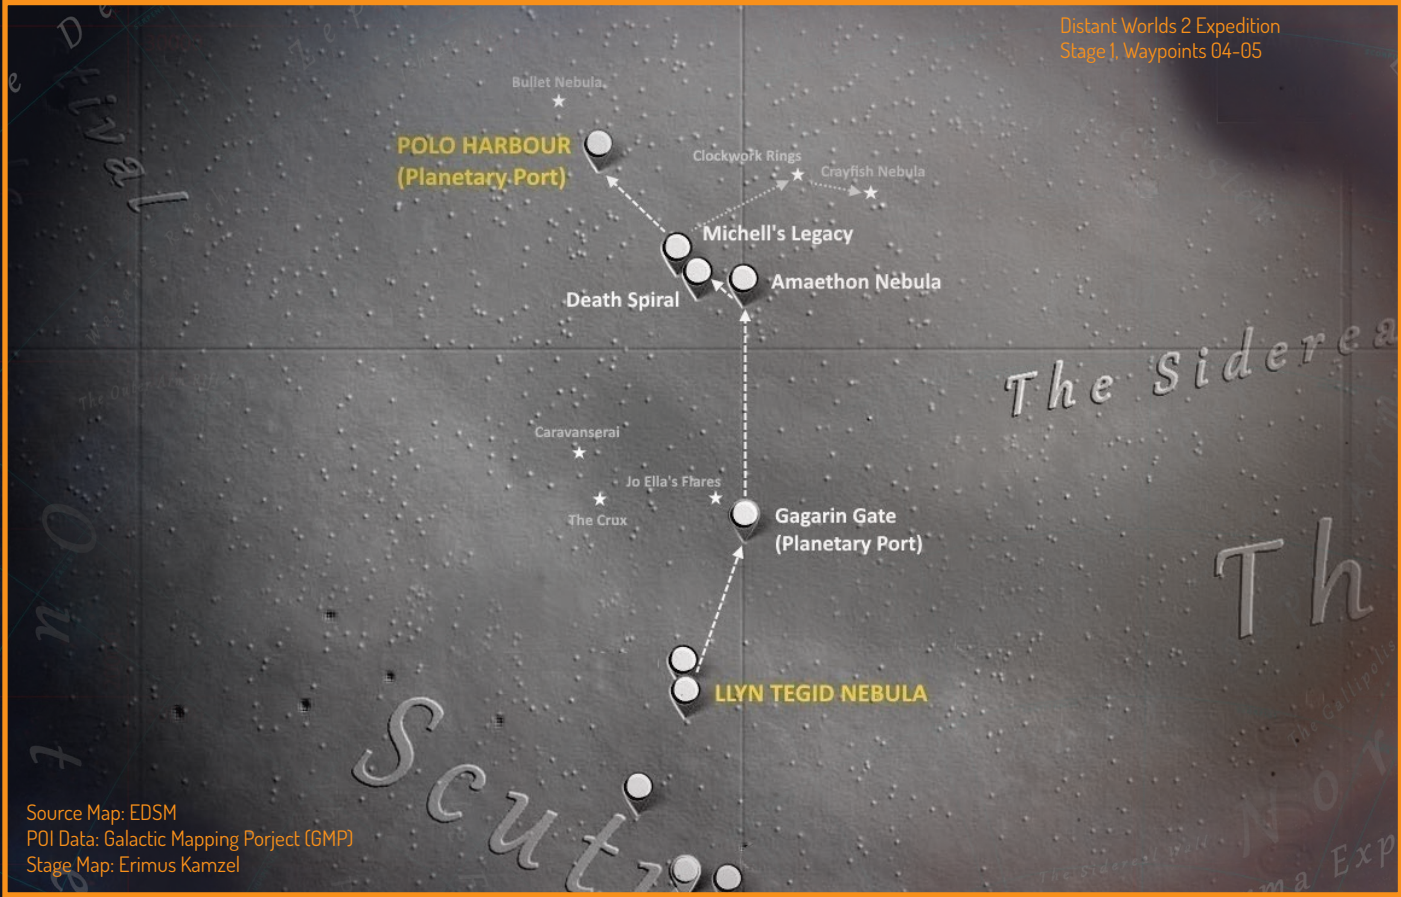 Distant Worlds 2 Expedition
Stage 1, Waypoints 04-05
Bullet Nebula
POLO HARBOUR
(Planetary Port)
Clockwork Rings
Crayfish Nebula
Michell's Legacy
Amaethon Nebula
Death Spiral
The Siderea
Caravanserai
Jo Ella's Flares
The Crux
Gagarin Gate
(Planetary Port)
Th
LLYN TEGID NEBULA
Scut
Source Map: EDSM
POI Data: Galactic Mapping Porject (GMP)
Stage Map: Erimus Kamzel